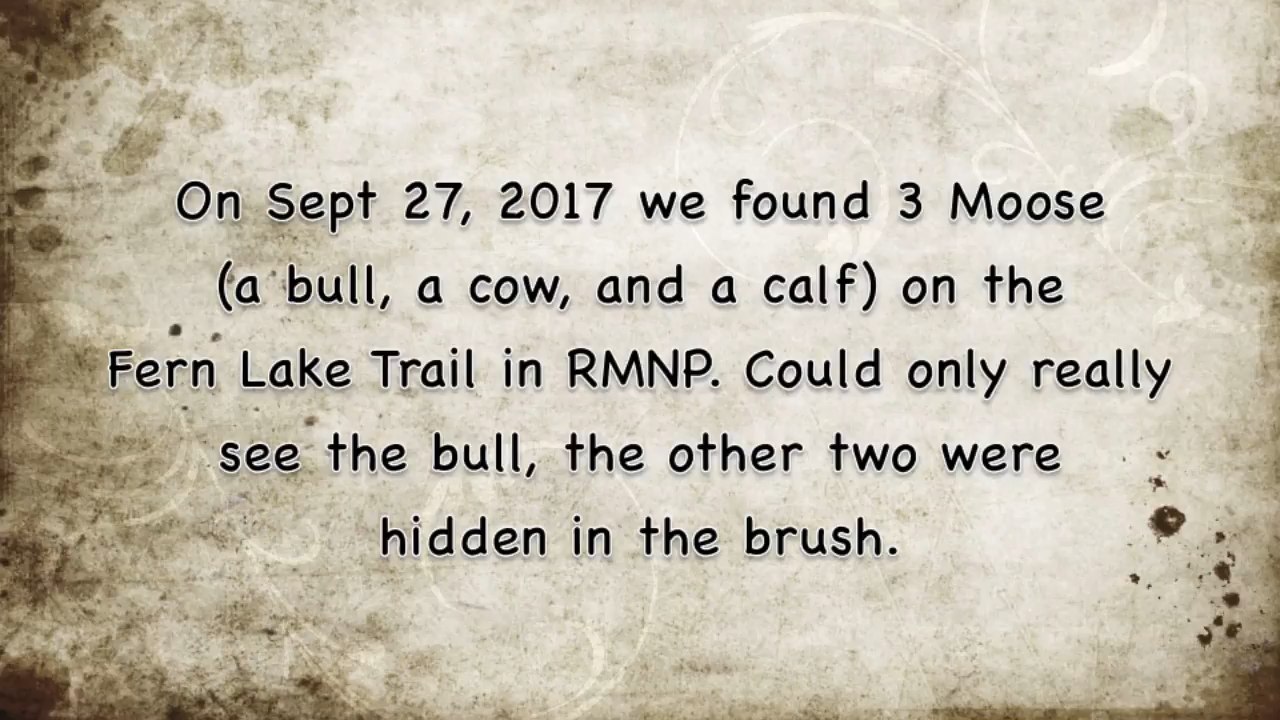 On Sept 27, 2017 we found 3 Moose
(a bull, a cow, and a calf) on the
Fern Lake Trail in RMNP. Could only really
see the bull, the other two were
hidden in the brush.